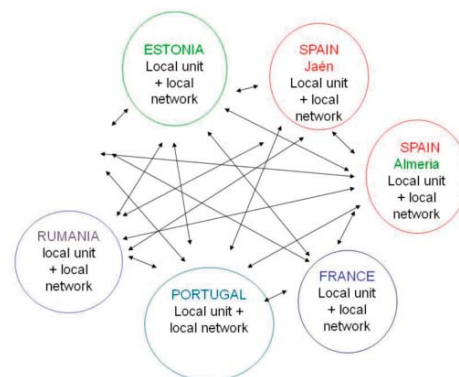 ESTONIA
Local unit
+ local
network
SPAIN
Jaén
Local unit
+ local
network
SPAIN
Almeria
Local unit
+ local
network
RUMANIA
local unit
+ local
network
PORTUGAL
Local unit +
local network
FRANCE
Local unit
+ local
network